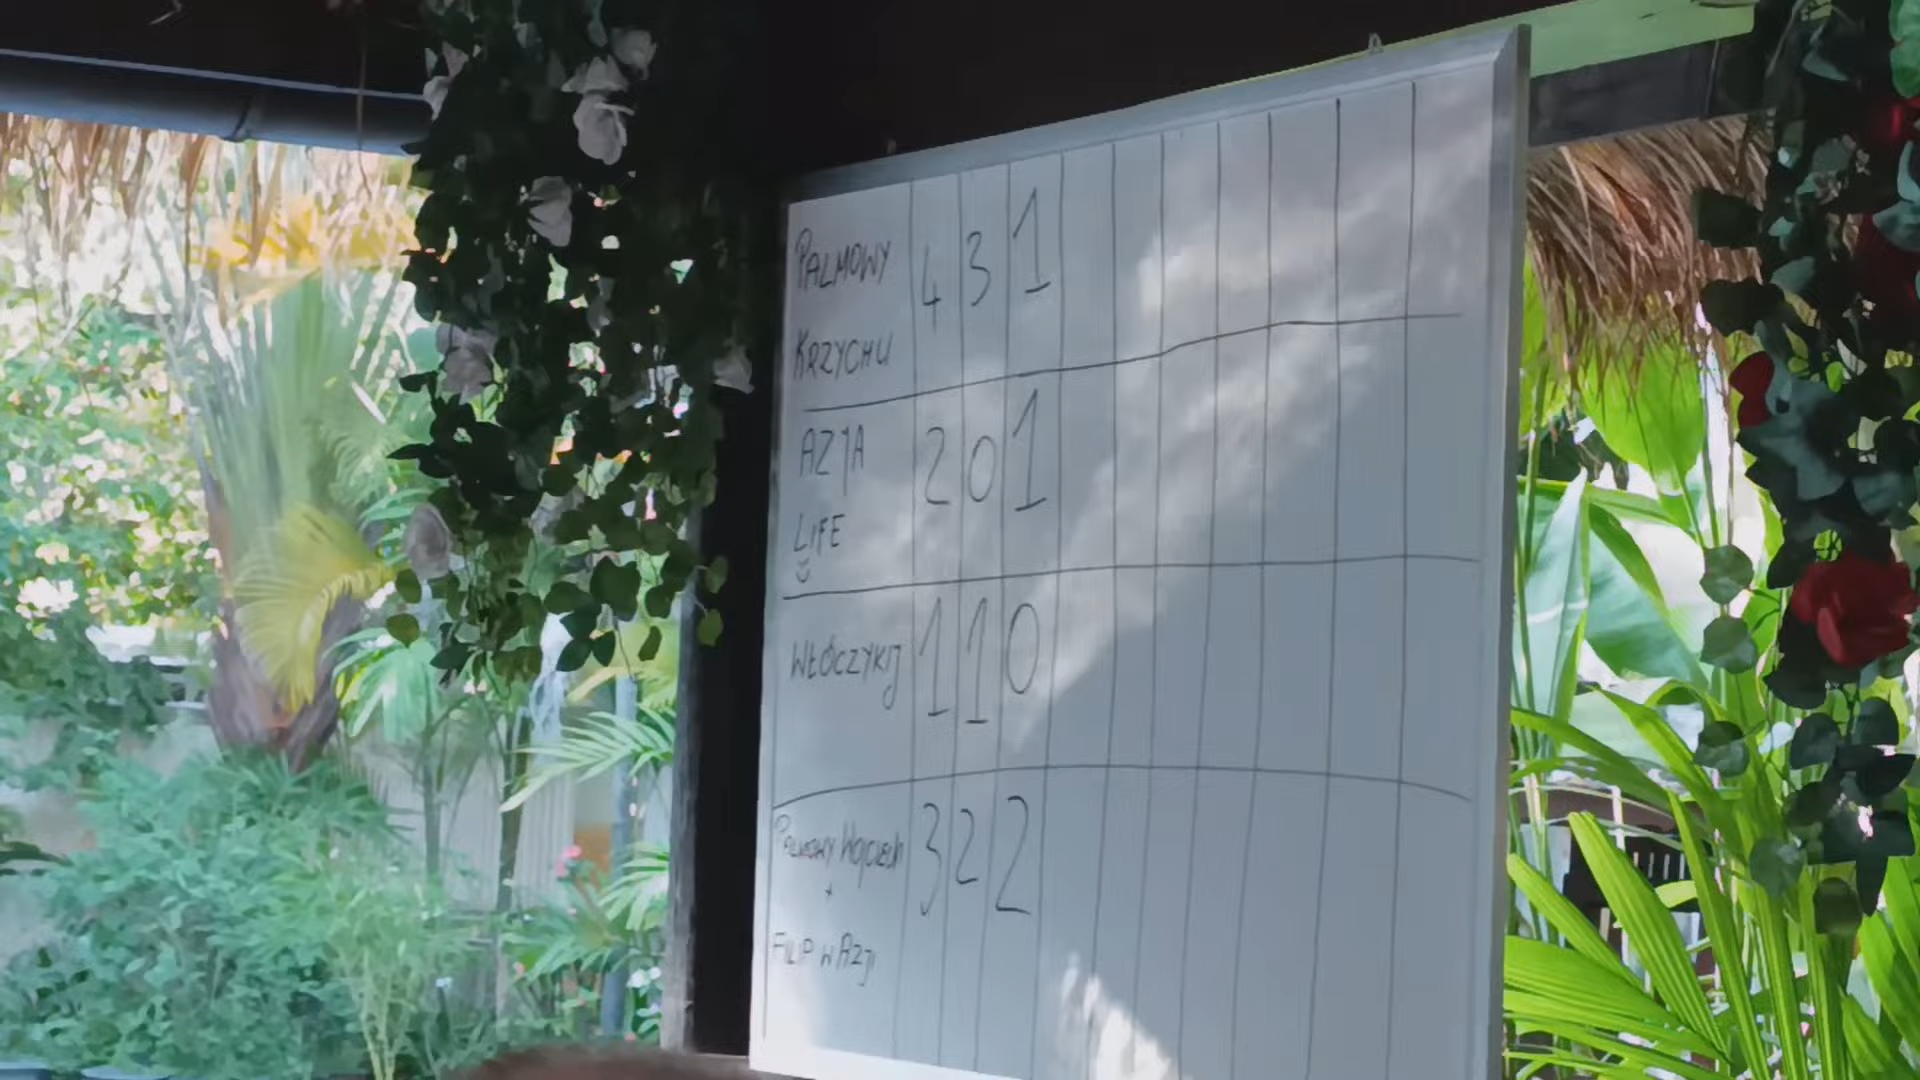 PALMOWY 4 3 1
KRZYCHU
AZJA 2 0 1
LIFE
WŁÓCZYKIJ 1 1 0
PALMOWY WOJCIECH 3 2 2
+
FILIP W AZJI